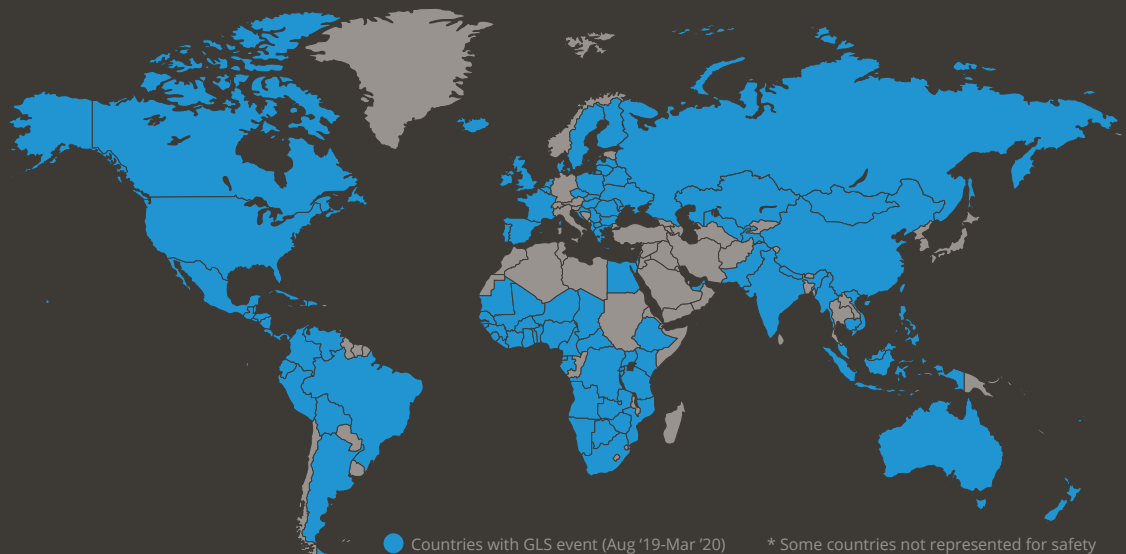 Countries with GLS event (Aug ‘19-Mar ’20) * Some countries not represented for safety